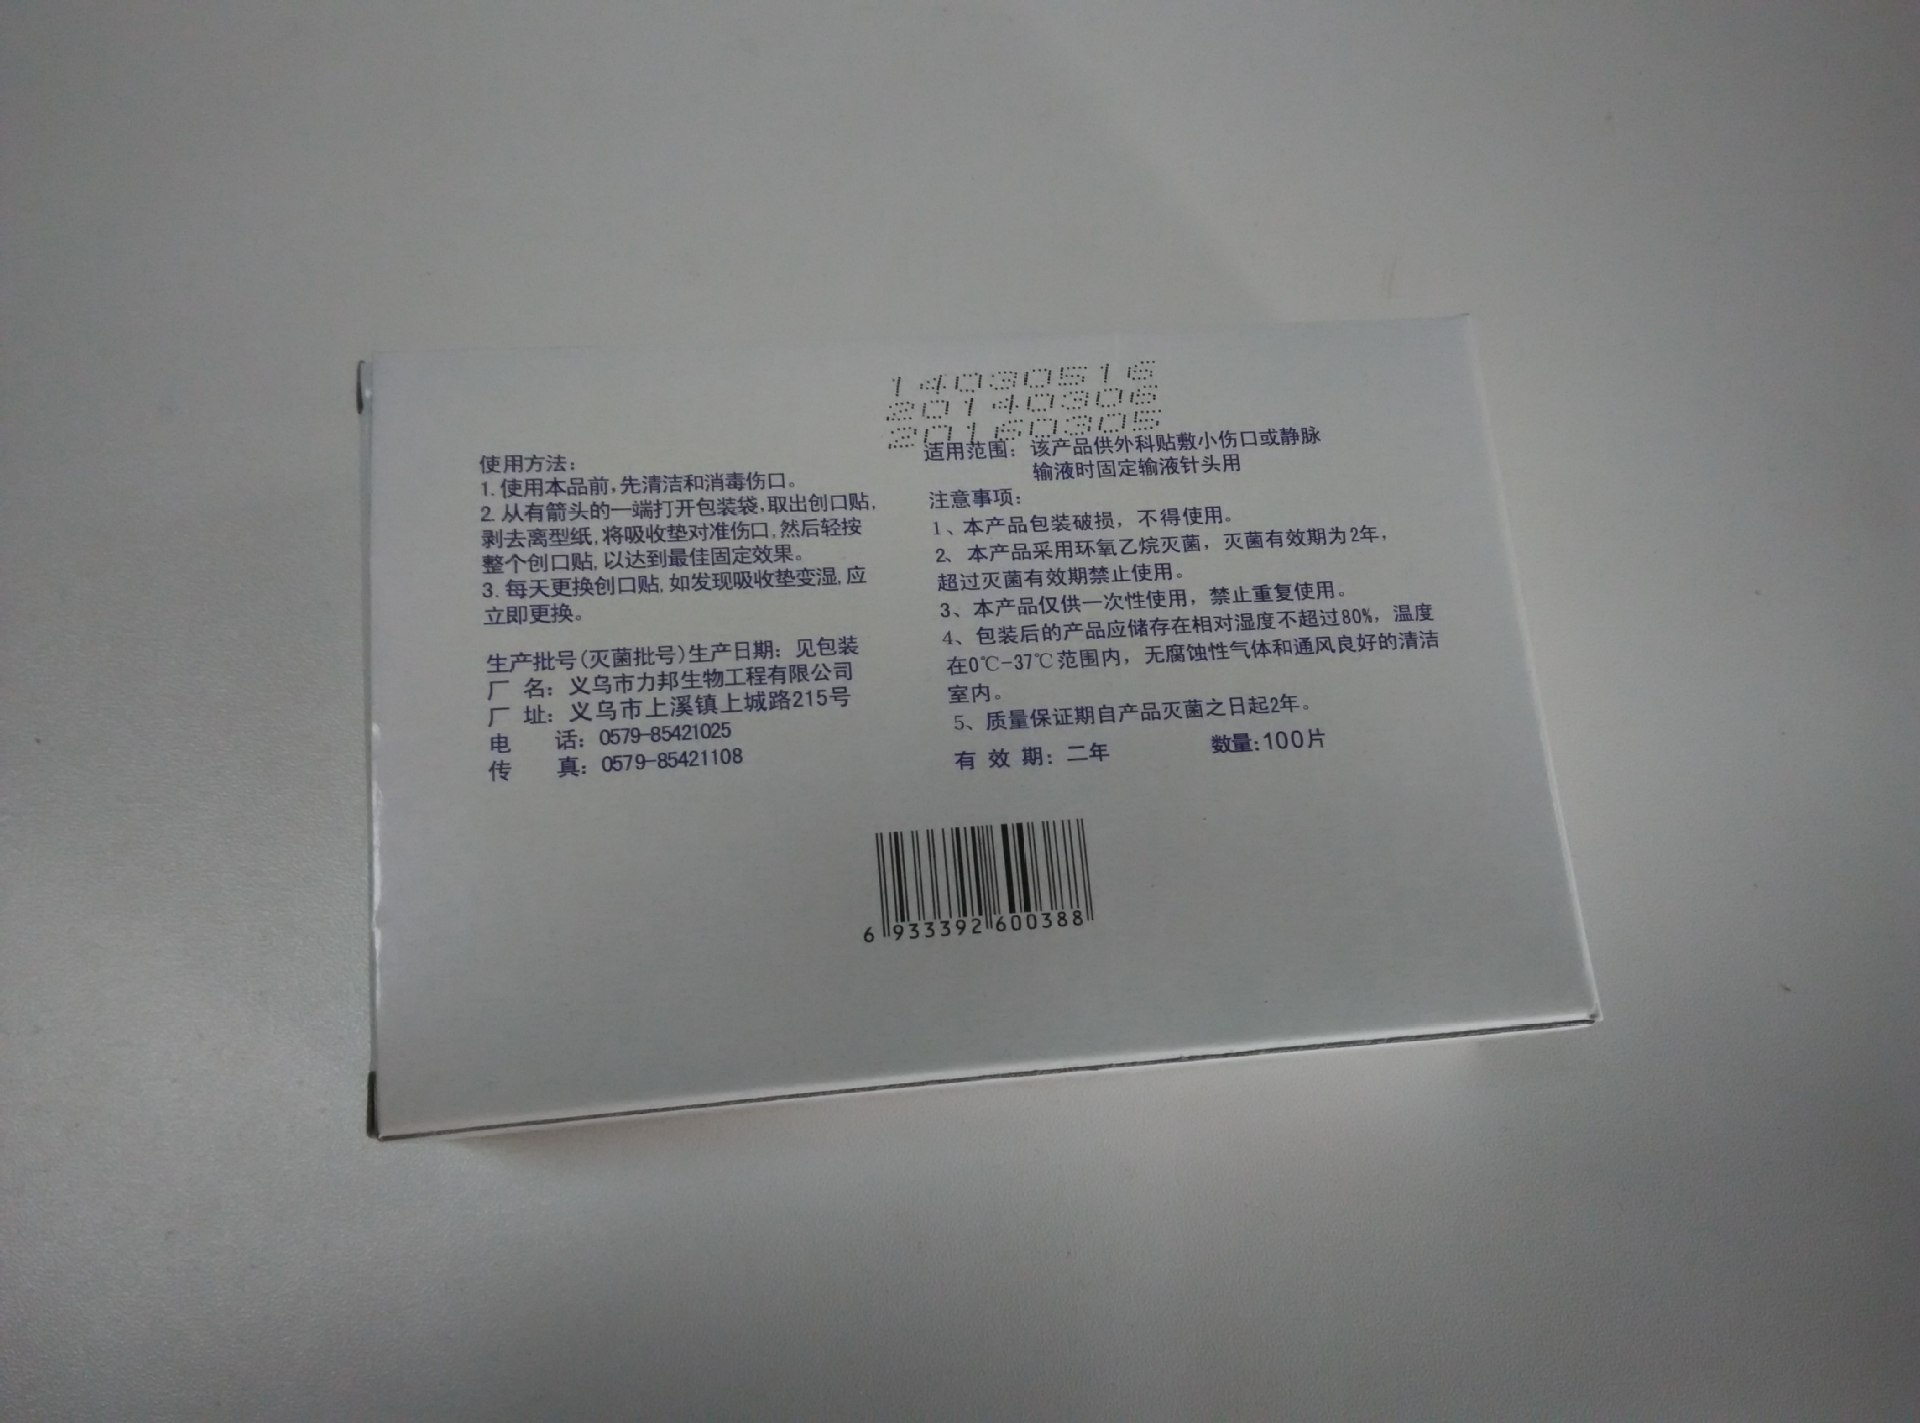 14030516
20140306
20160305
使用方法：
1.使用本品前,先清洁和消毒伤口。
2.从有箭头的一端打开包装袋,取出创口贴,
剥去离型纸,将吸收垫对准伤口,然后轻按
整个创口贴,以达到最佳固定效果。
3.每天更换创口贴,如发现吸收垫变湿,应
立即更换。
生产批号(灭菌批号)生产日期：见包装
厂 名：义乌市力邦生物工程有限公司
厂 址：义乌市上溪镇上城路215号
电 话：0579-85421025
传 真：0579-85421108
适用范围：该产品供外科贴敷小伤口或静脉
输液时固定输液针头用
注意事项：
1、本产品包装破损，不得使用。
2、本产品采用环氧乙烷灭菌，灭菌有效期为2年，
超过灭菌有效期禁止使用。
3、本产品仅供一次性使用，禁止重复使用。
4、包装后的产品应储存在相对湿度不超过80%，温度
在0℃-37℃范围内，无腐蚀性气体和通风良好的清洁
室内。
5、质量保证期自产品灭菌之日起2年。
有 效 期：二年 数量:100片
6 933392 600388